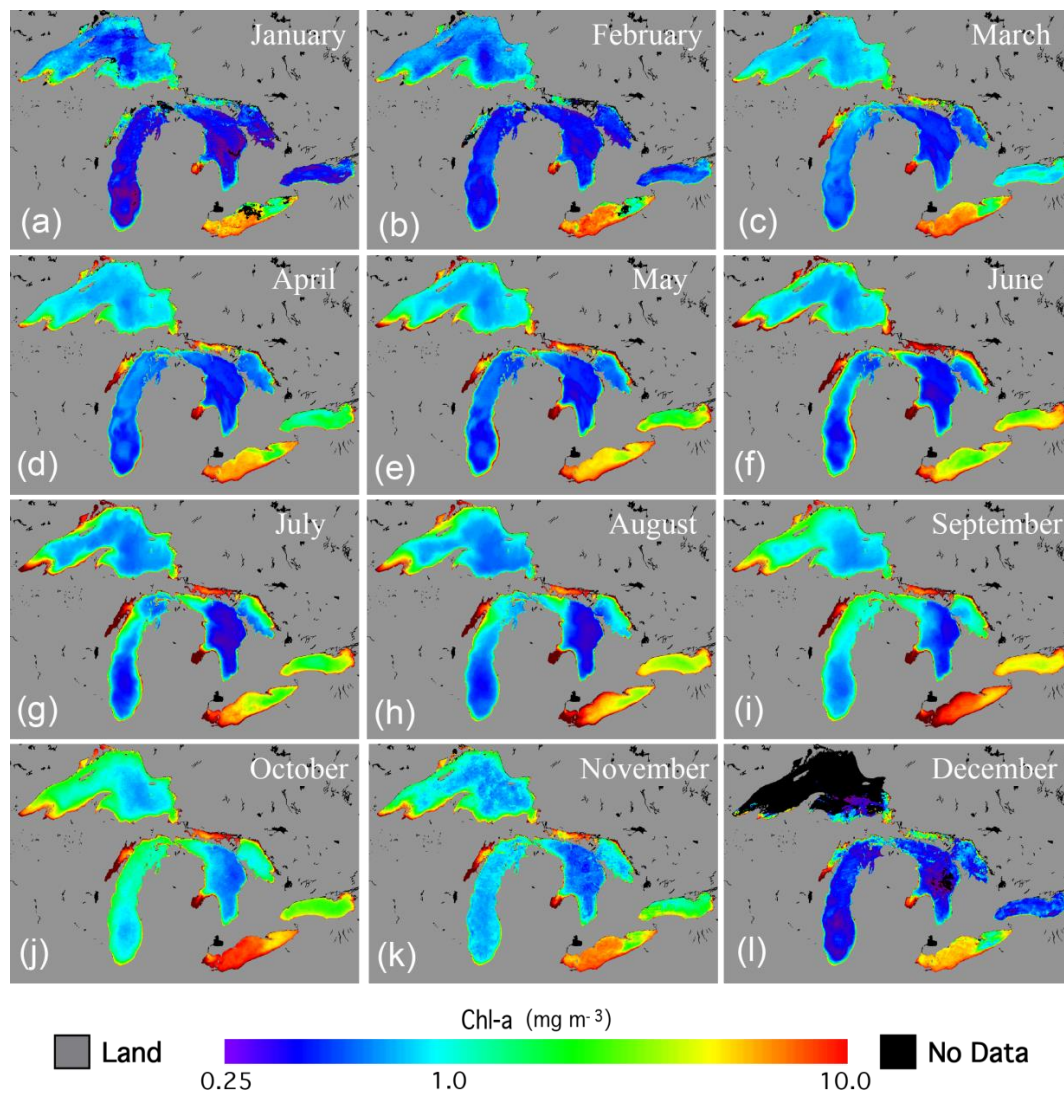 January
(a)
February
(b)
March
(c)
April
(d)
May
(e)
June
(f)
July
(g)
August
(h)
September
(i)
October
(j)
November
(k)
December
(l)
Chl-a (mg m⁻³)
Land
0.25
1.0
10.0
No Data